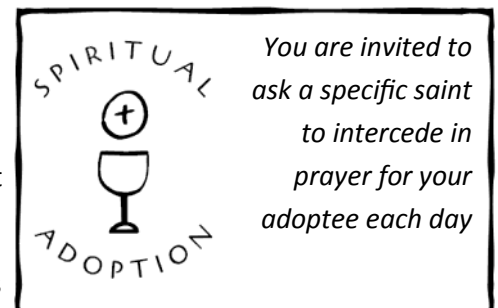 SPIRITUAL
ADOPTION
You are invited to
ask a specific saint
to intercede in
prayer for your
adoptee each day